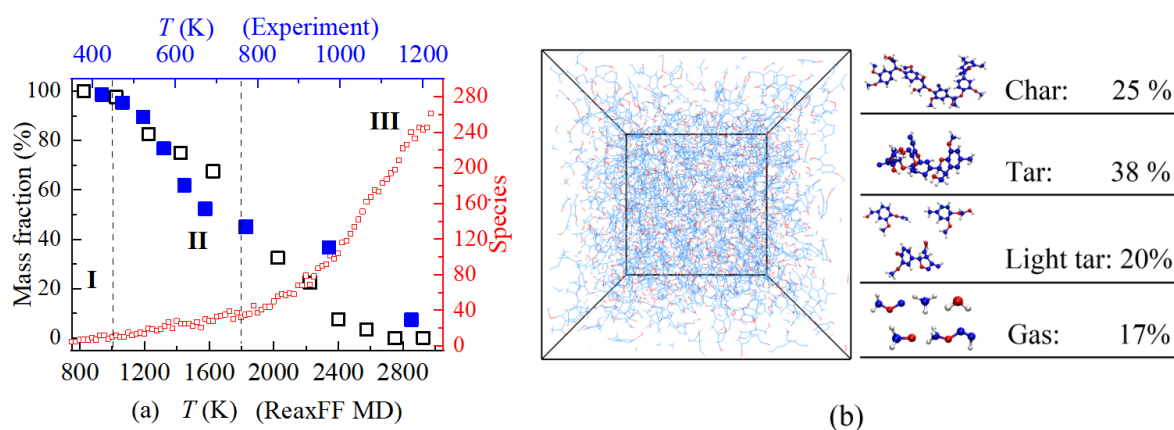 T (K) (Experiment)
400 600 800 1000 1200
Mass fraction (%)
100
80
60
40
20
0
I
II
III
280
240
200
160
120
80
40
0
Species
800 1200 1600 2000 2400 2800
(a) T (K) (ReaxFF MD)
Char: 25 %
Tar: 38 %
Light tar: 20%
Gas: 17%
(b)